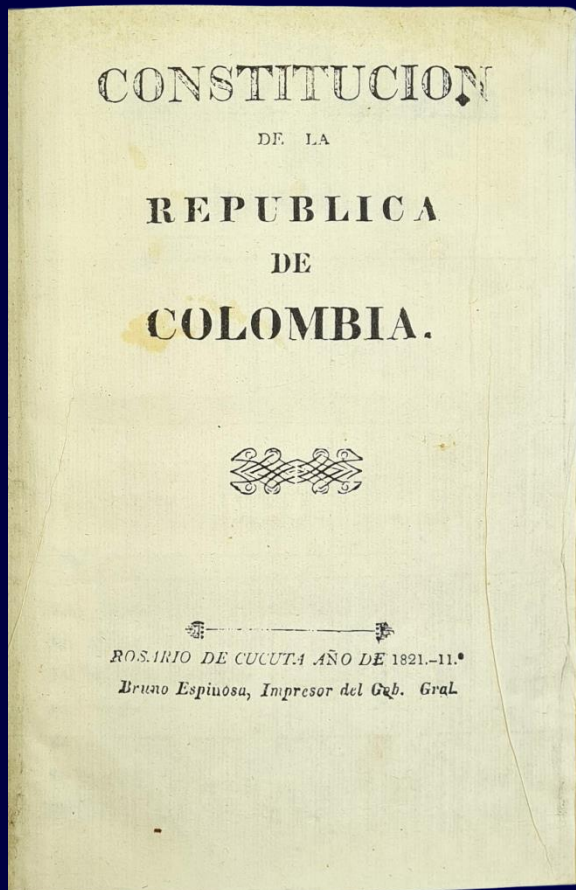 CONSTITUCION
DE LA
REPUBLICA
DE
COLOMBIA.
ROSARIO DE CUCUTA AÑO DE 1821.-11.º
Bruno Espinosa, Impresor del Gob. Gral